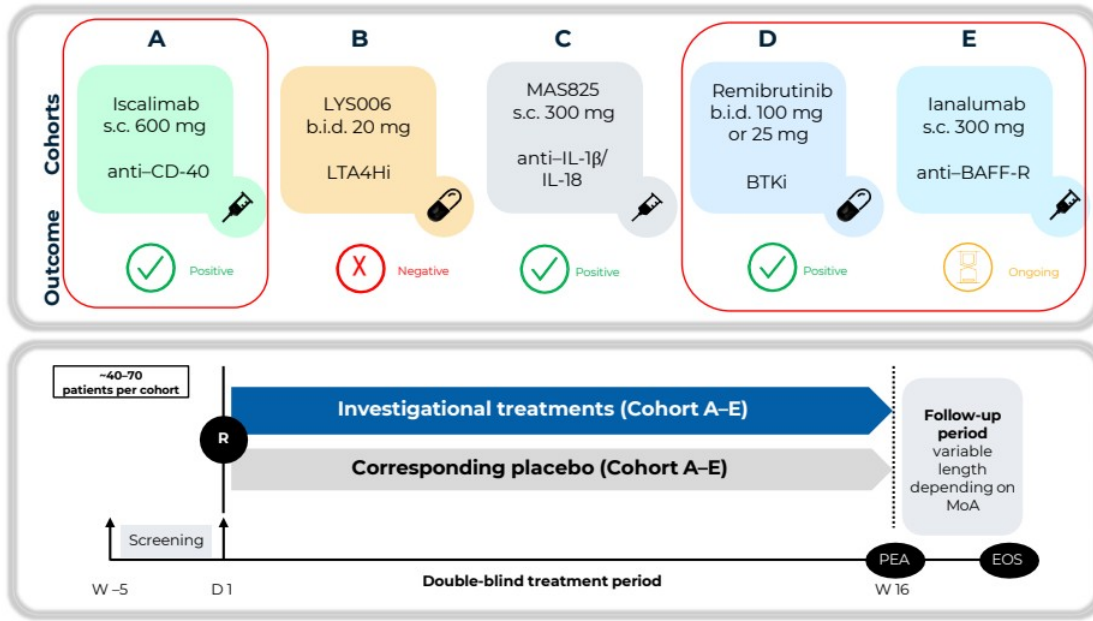 A
B
C
D
E
Cohorts
Iscalimab
s.c. 600 mg
anti–CD-40
LYS006
b.i.d. 20 mg
LTA4Hi
MAS825
s.c. 300 mg
anti–IL-1β/
IL-18
Remibrutinib
b.i.d. 100 mg
or 25 mg
BTKi
Ianalumab
s.c. 300 mg
anti–BAFF-R
Outcome
Positive
X
Negative
Positive
Positive
Ongoing
~40–70
patients per cohort
R
Investigational treatments (Cohort A–E)
Corresponding placebo (Cohort A–E)
Follow-up
period
variable
length
depending on
MoA
Screening
PEA
EOS
W –5
D 1
Double-blind treatment period
W 16